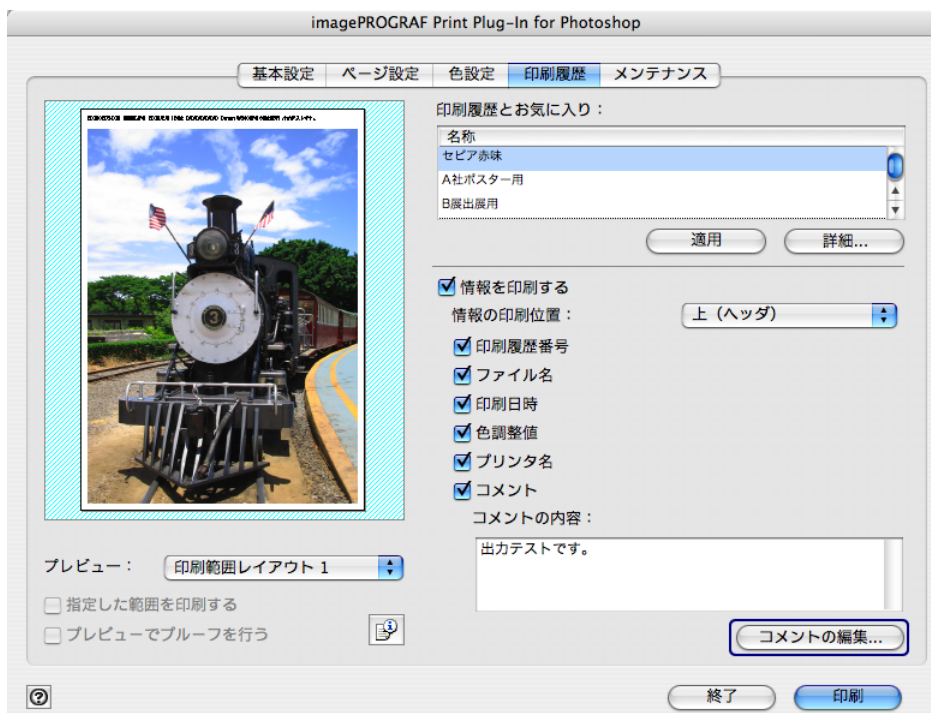 imagePROGRAF Print Plug-In for Photoshop
基本設定 ページ設定 色設定 印刷履歴 メンテナンス
印刷履歴とお気に入り：
名称
セピア赤味
A社ポスター用
B展出展用
適用 詳細...
情報を印刷する
情報の印刷位置： 上（ヘッダ）
印刷履歴番号
ファイル名
印刷日時
色調整値
プリンタ名
コメント
コメントの内容：
出力テストです。
コメントの編集...
3
プレビュー： 印刷範囲レイアウト 1
指定した範囲を印刷する
プレビューでプルーフを行う
? 終了 印刷